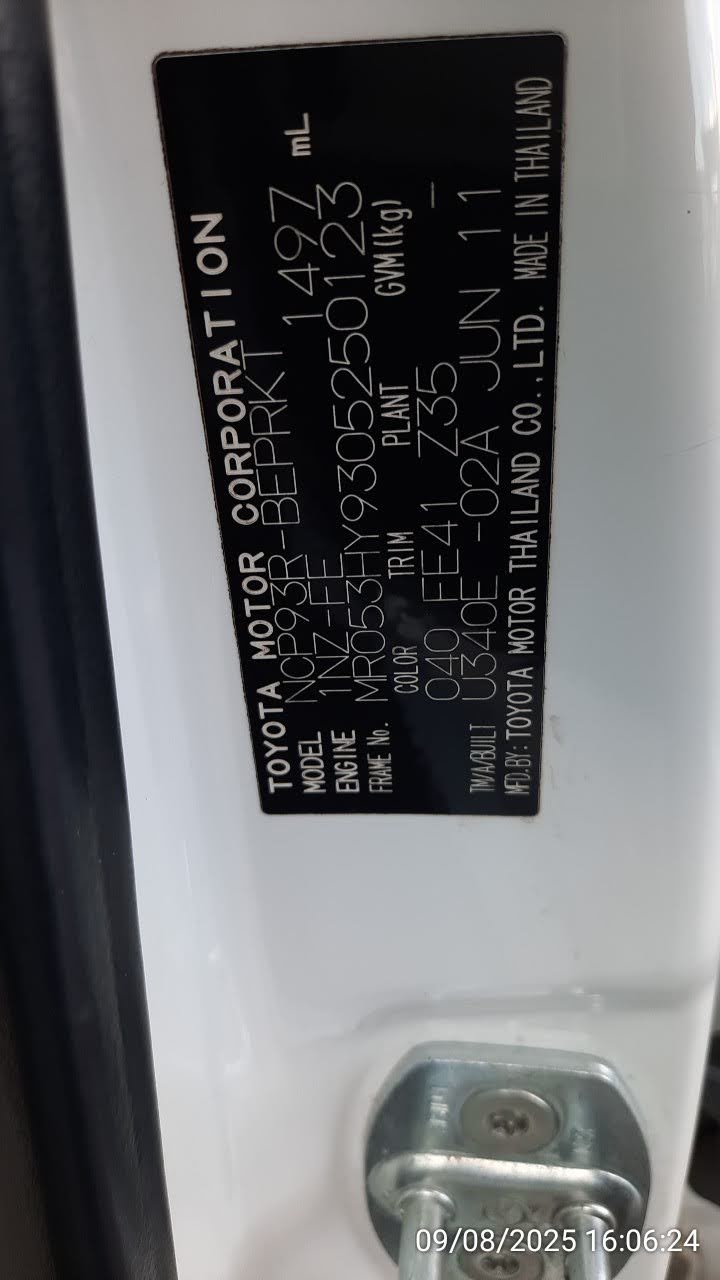 TOYOTA MOTOR CORPORATION
MODEL NCP93R-BEPRKT 1497 mL
ENGINE 1NZ-FE
FRAME No. MR053HY9305250123
COLOR TRIM PLANT GVM(kg)
040 FE41 Z35 —
TM/A/BUILT U340E -02A JUN 11
MFD.BY: TOYOTA MOTOR THAILAND CO.,LTD. MADE IN THAILAND
09/08/2025 16:06:24